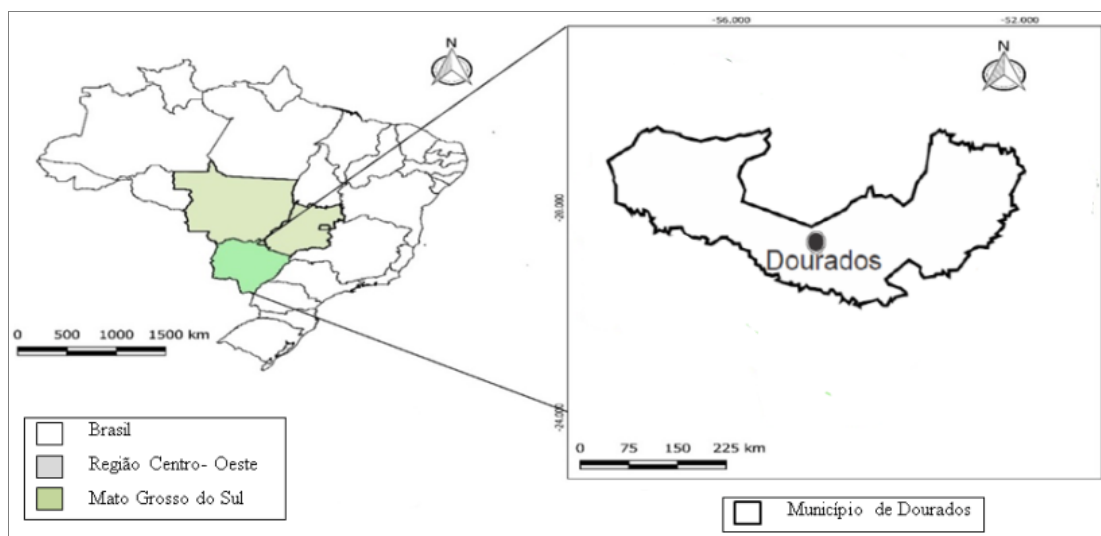 -56.000 -52.000
N
N
-20.000
Dourados
0 500 1000 1500 km
-24.000
Brasil
Região Centro- Oeste
Mato Grosso do Sul
0 75 150 225 km
Município de Dourados